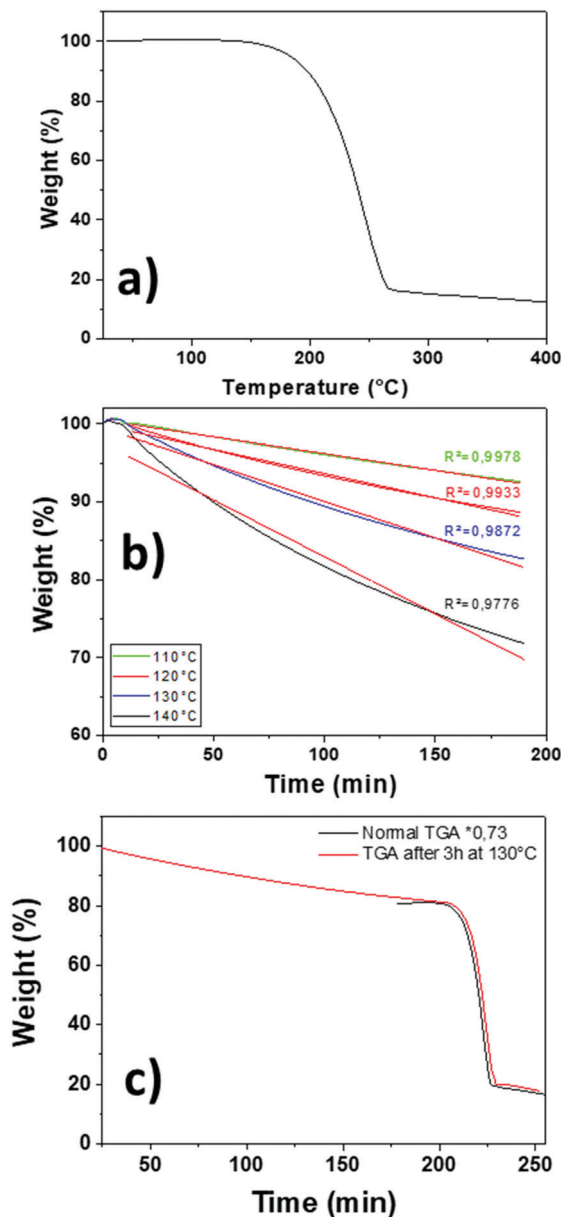 100
80
60
40
20
0
Weight (%)
a)
100
200
300
400
Temperature (°C)
100
90
80
70
60
Weight (%)
R²=0,9978
R²=0,9933
R²=0,9872
R²=0,9776
b)
110°C
120°C
130°C
140°C
0
50
100
150
200
Time (min)
Normal TGA *0,73
TGA after 3h at 130°C
100
80
60
40
20
0
Weight (%)
c)
50
100
150
200
250
Time (min)